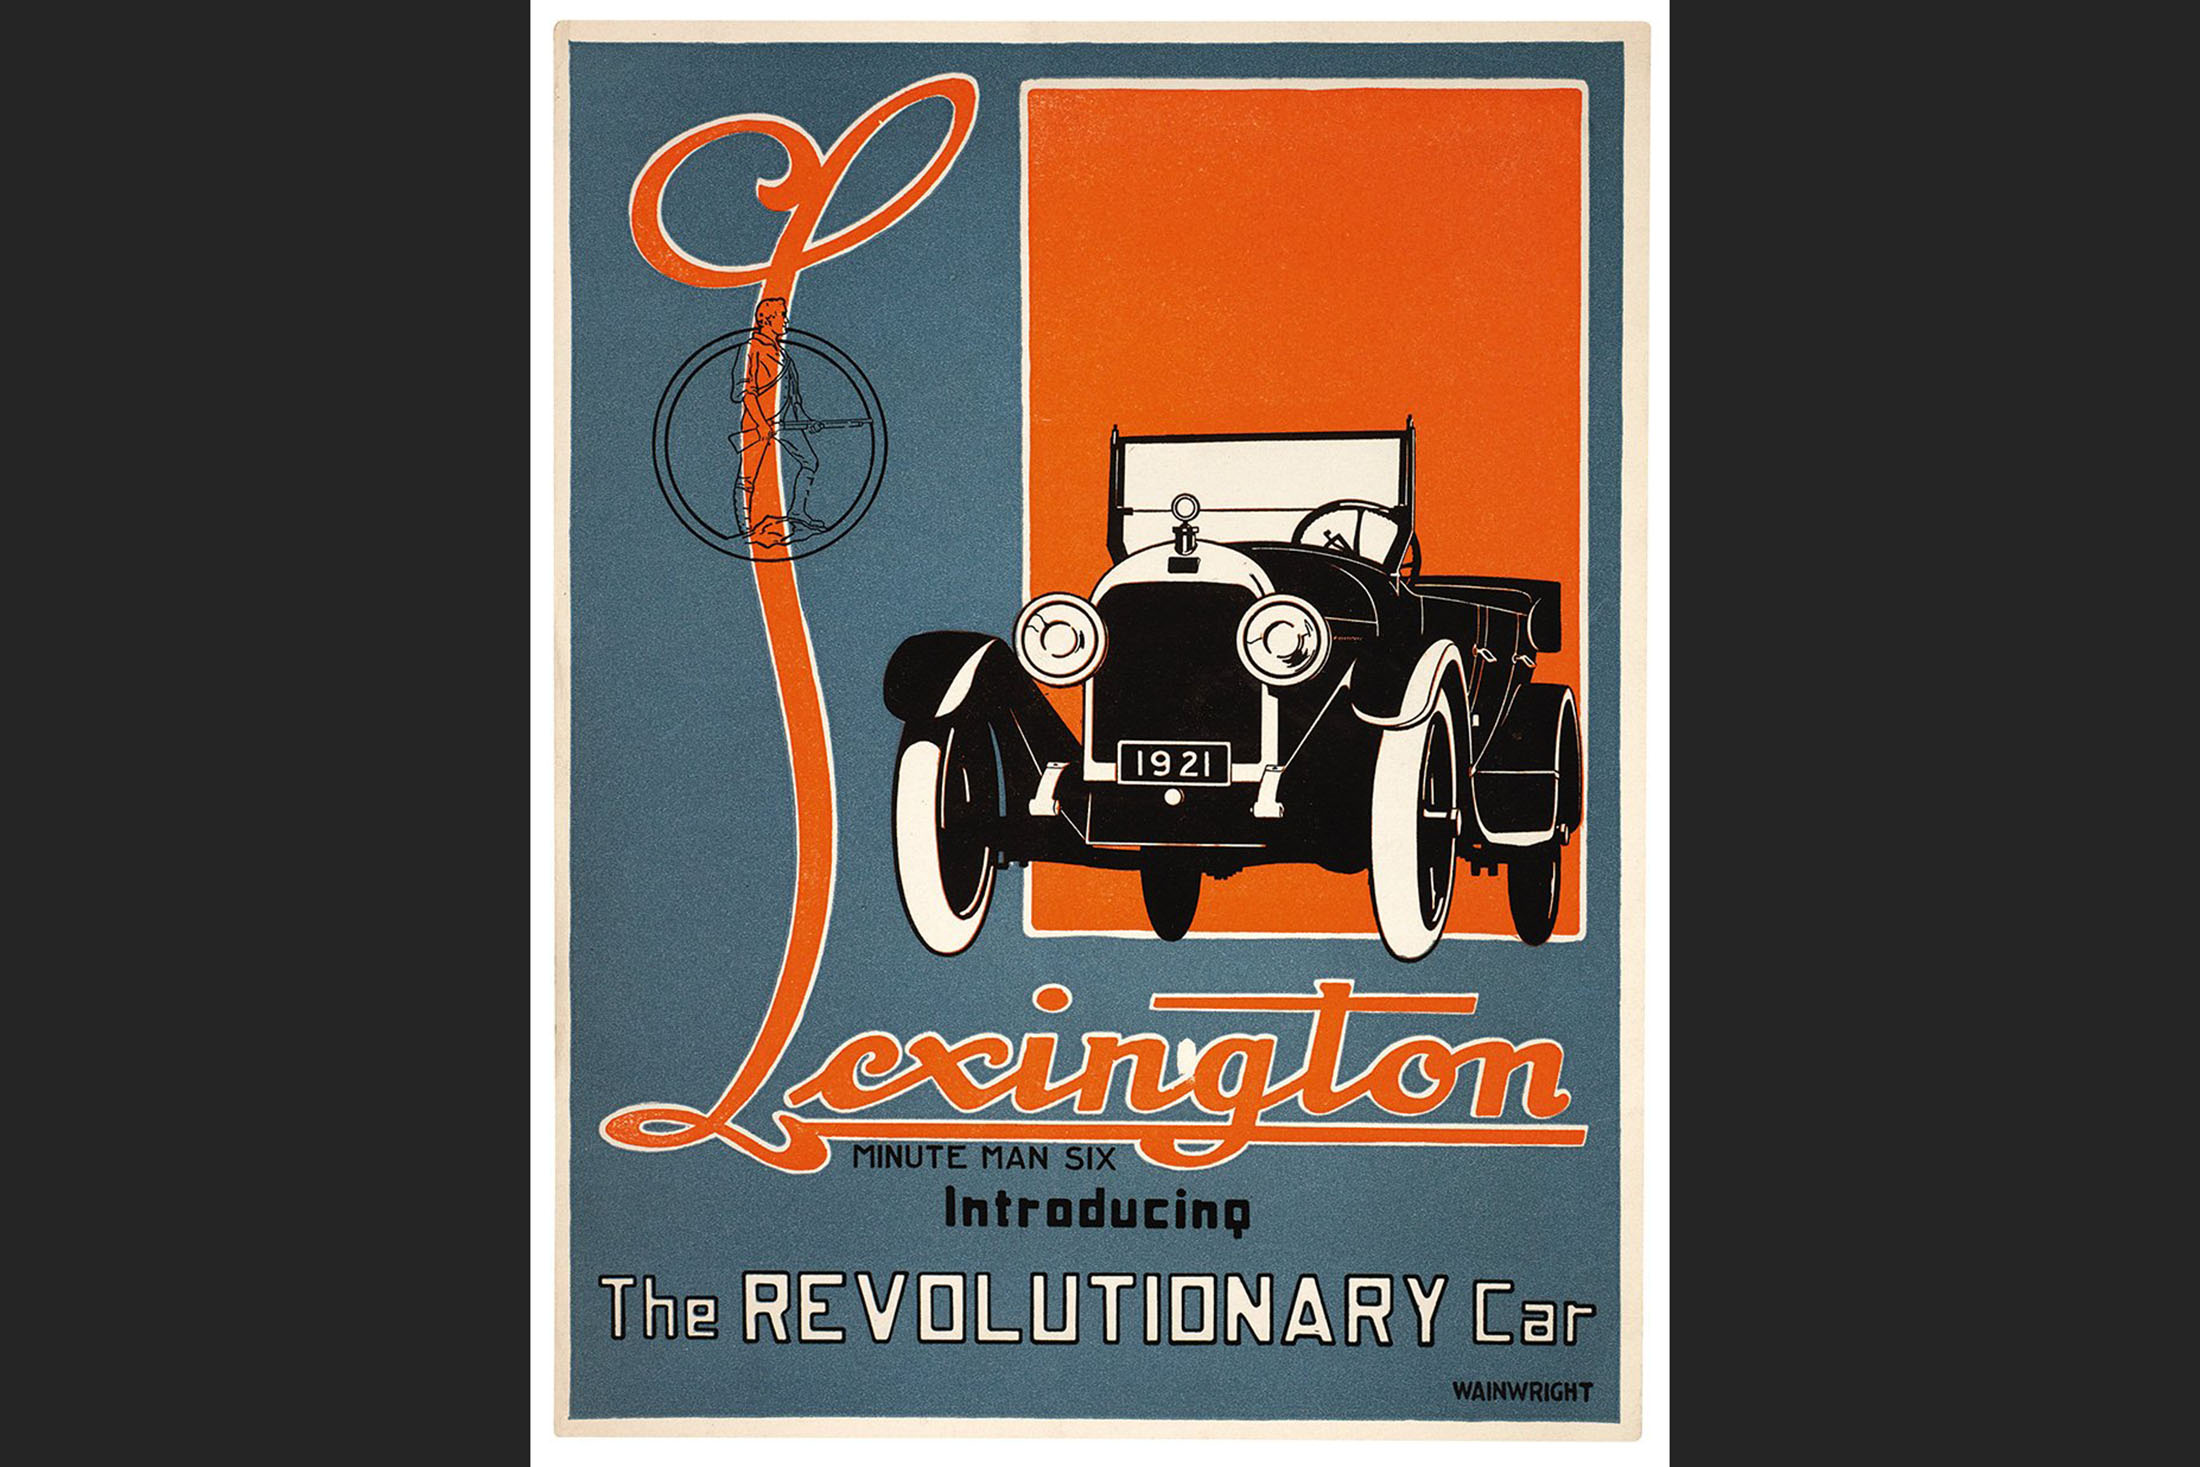 1921
Lexington
MINUTE MAN SIX
Introducing
The REVOLUTIONARY Car
WAINWRIGHT